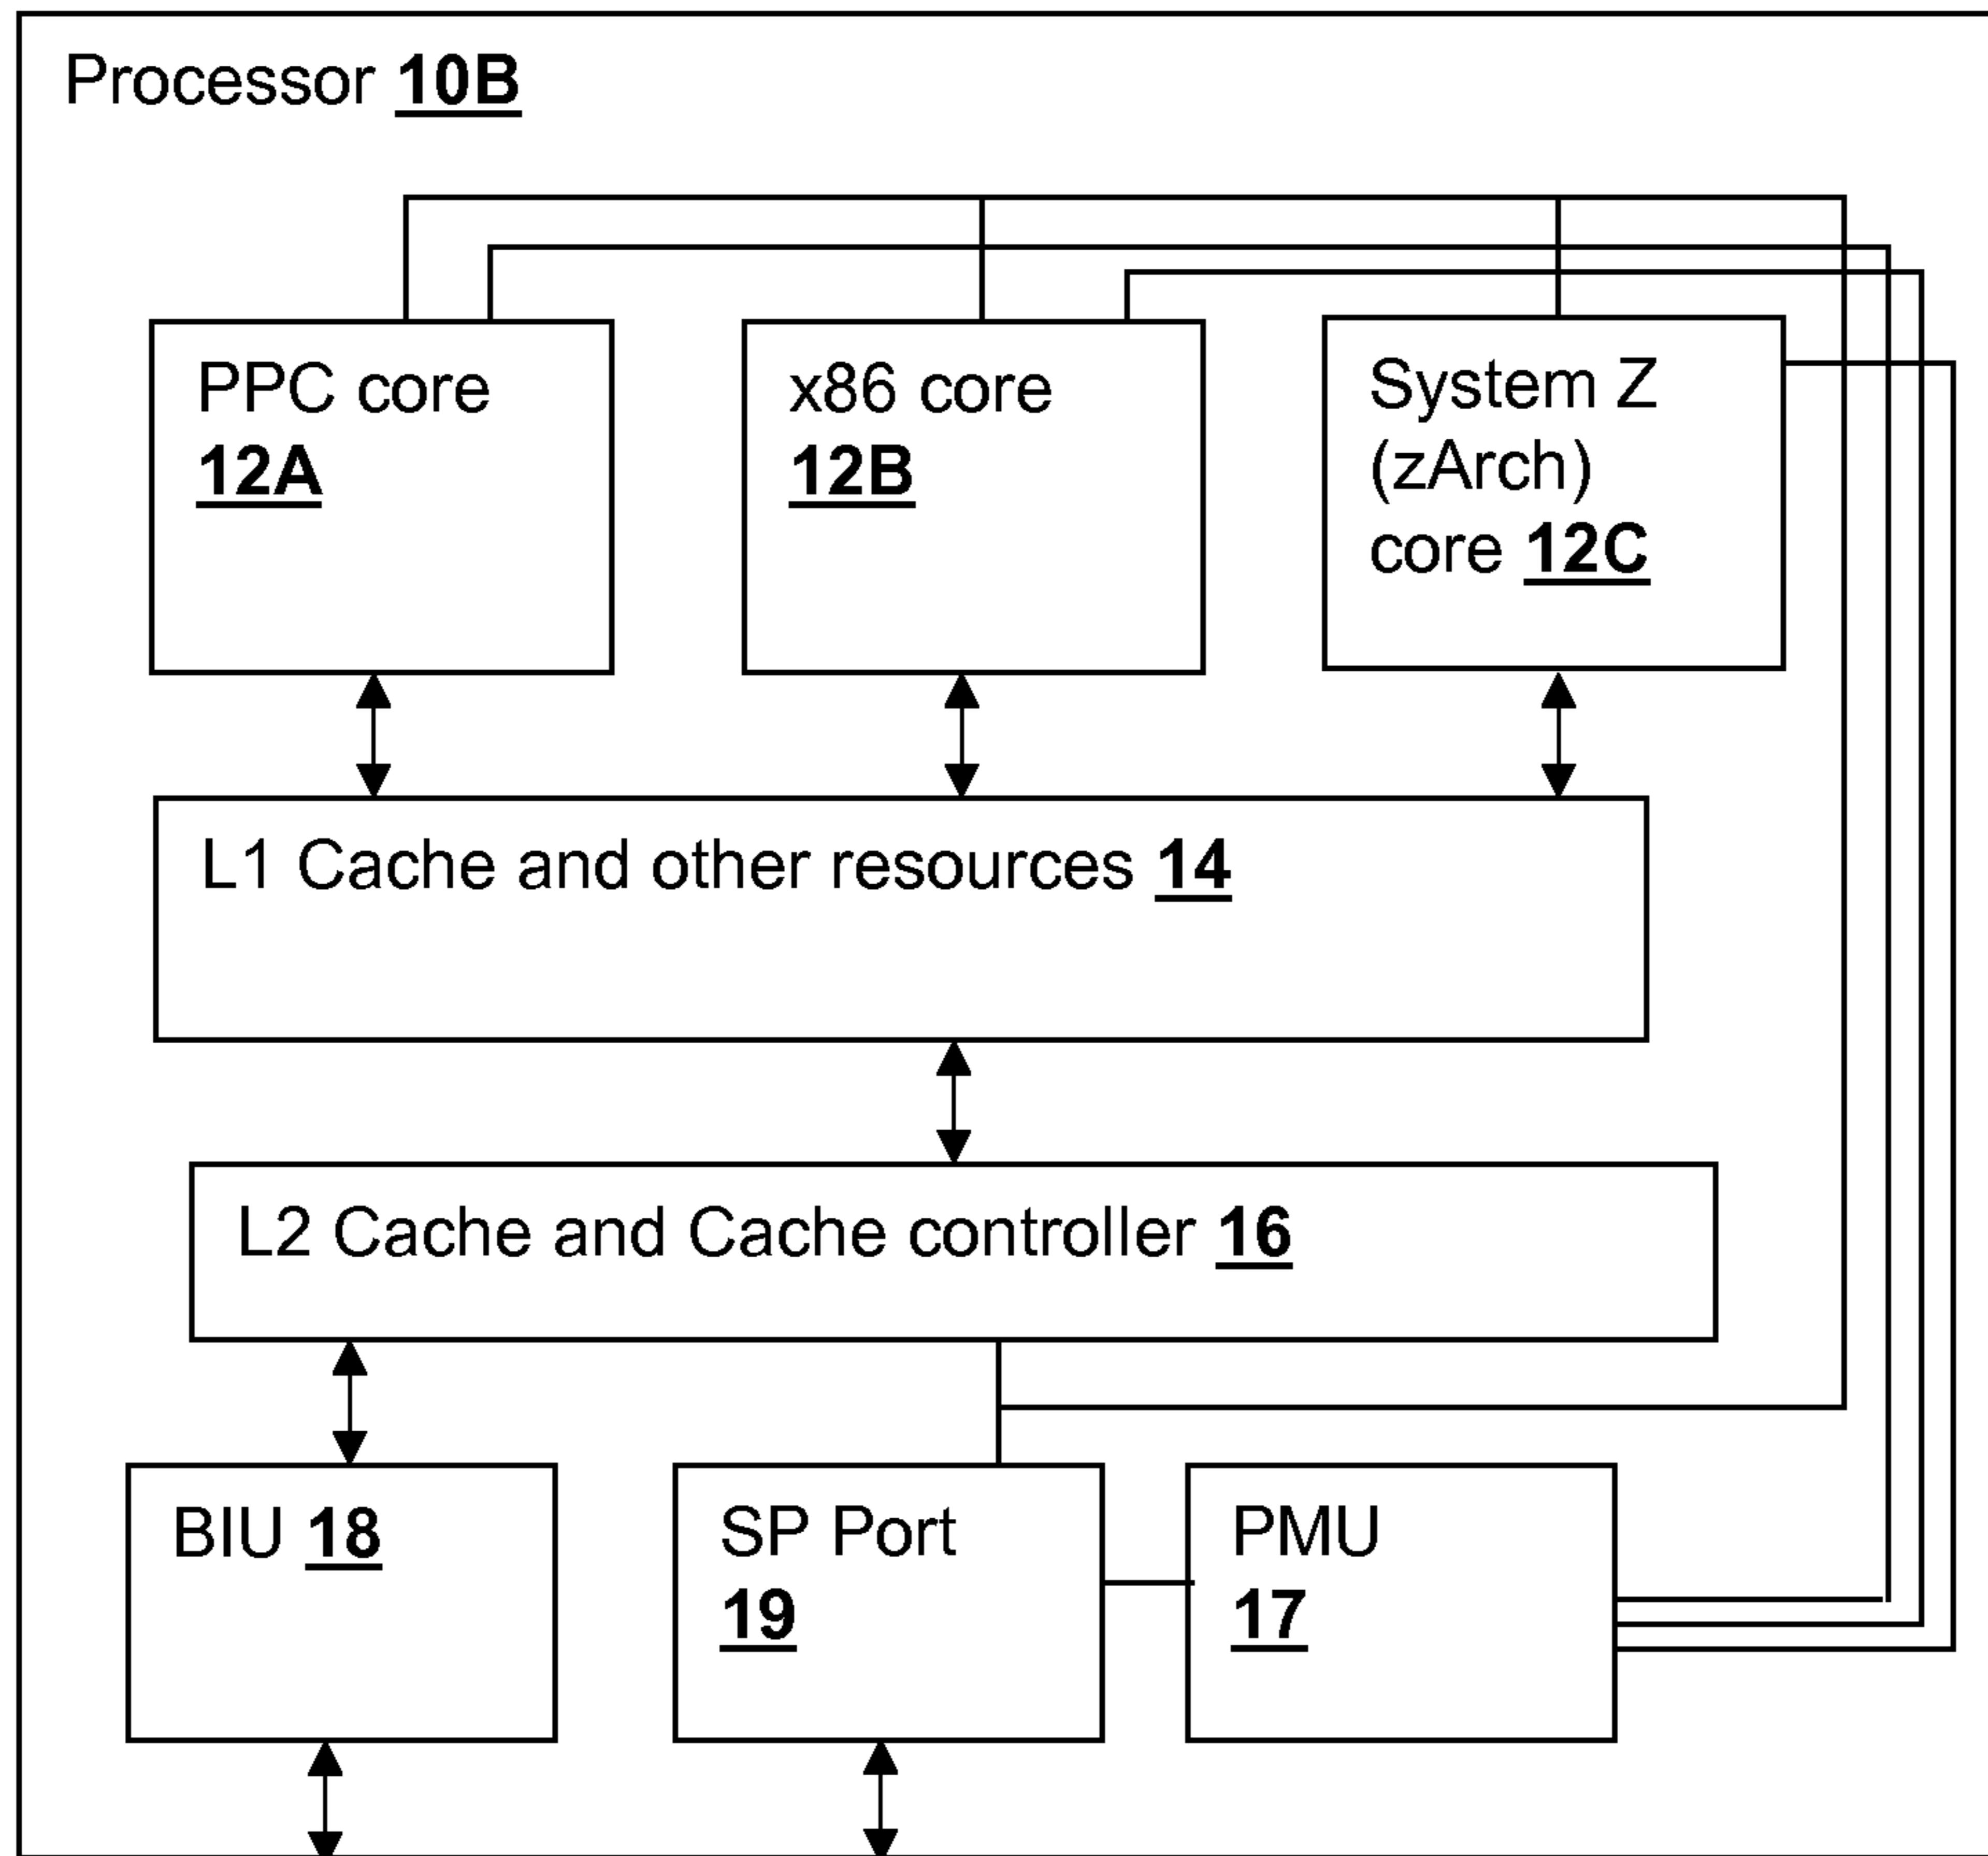 Processor 10B
PPC core
12A
x86 core
12B
System Z
(zArch)
core 12C
L1 Cache and other resources 14
L2 Cache and Cache controller 16
BIU 18
SP Port
19
PMU
17